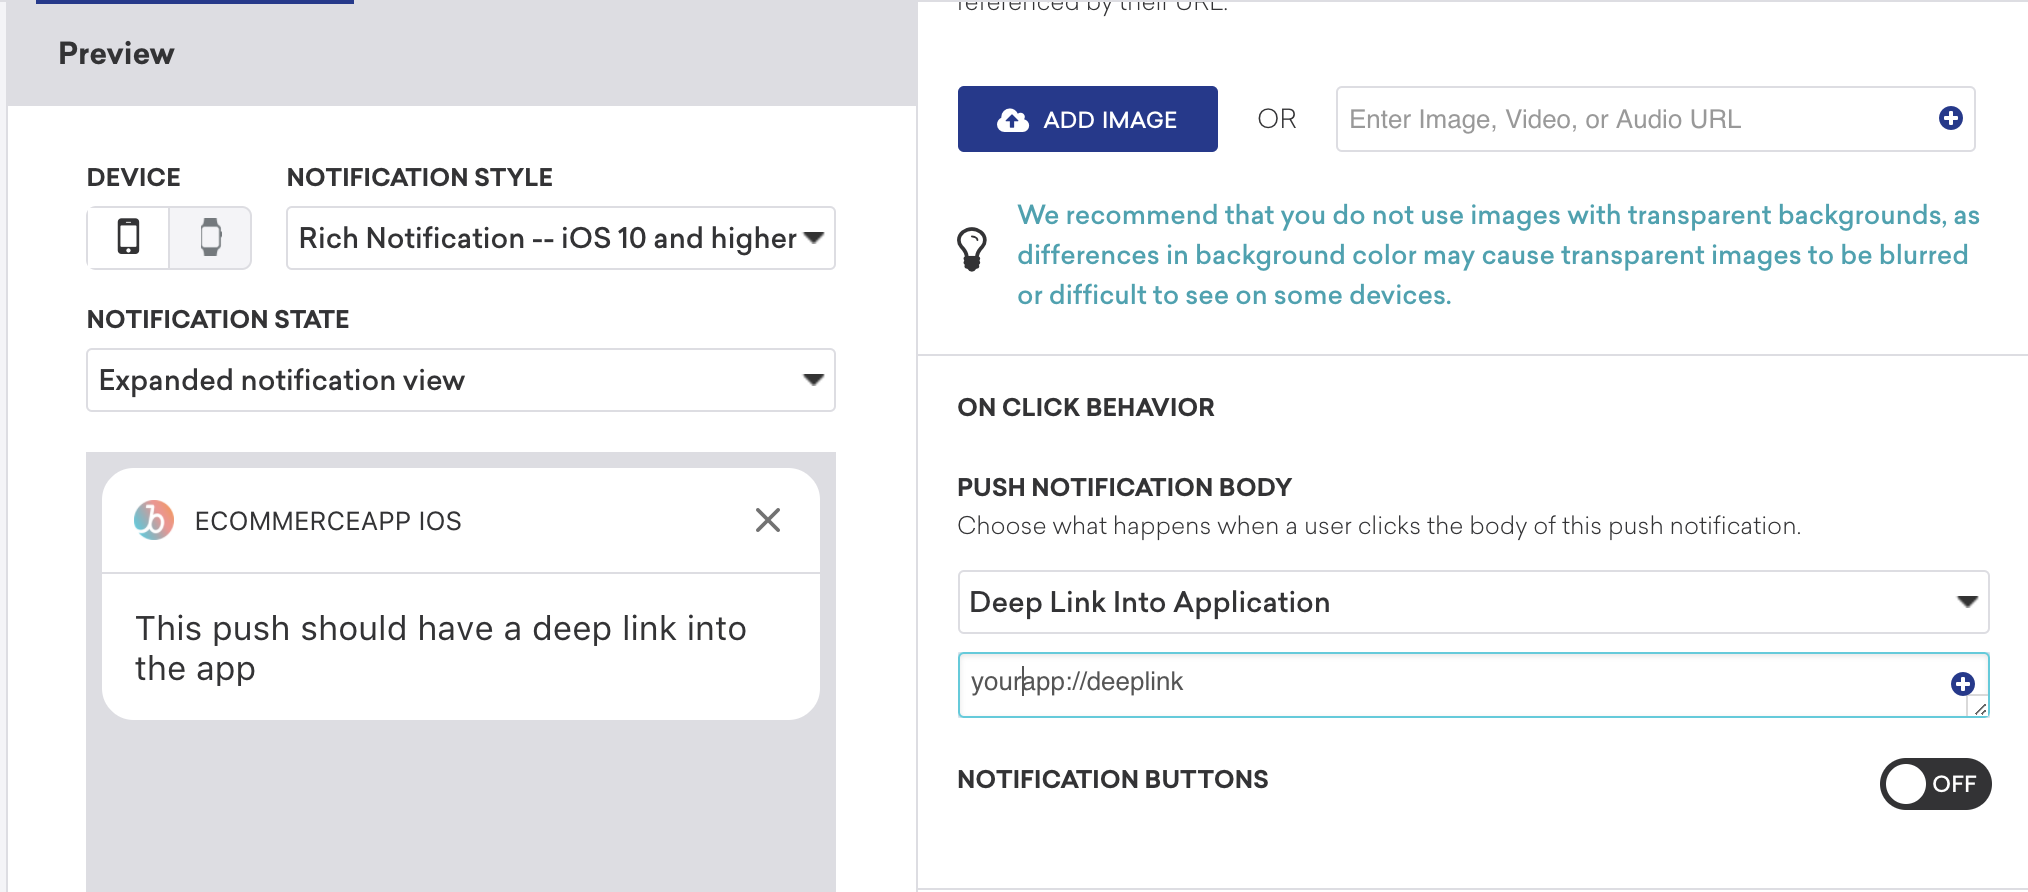 Preview
DEVICE
NOTIFICATION STYLE
Rich Notification -- iOS 10 and higher
NOTIFICATION STATE
Expanded notification view
ECOMMERCEAPP IOS
This push should have a deep link into
the app
referenced by their URL.
ADD IMAGE
OR
Enter Image, Video, or Audio URL
We recommend that you do not use images with transparent backgrounds, as
differences in background color may cause transparent images to be blurred
or difficult to see on some devices.
ON CLICK BEHAVIOR
PUSH NOTIFICATION BODY
Choose what happens when a user clicks the body of this push notification.
Deep Link Into Application
yourapp://deeplink
NOTIFICATION BUTTONS
OFF